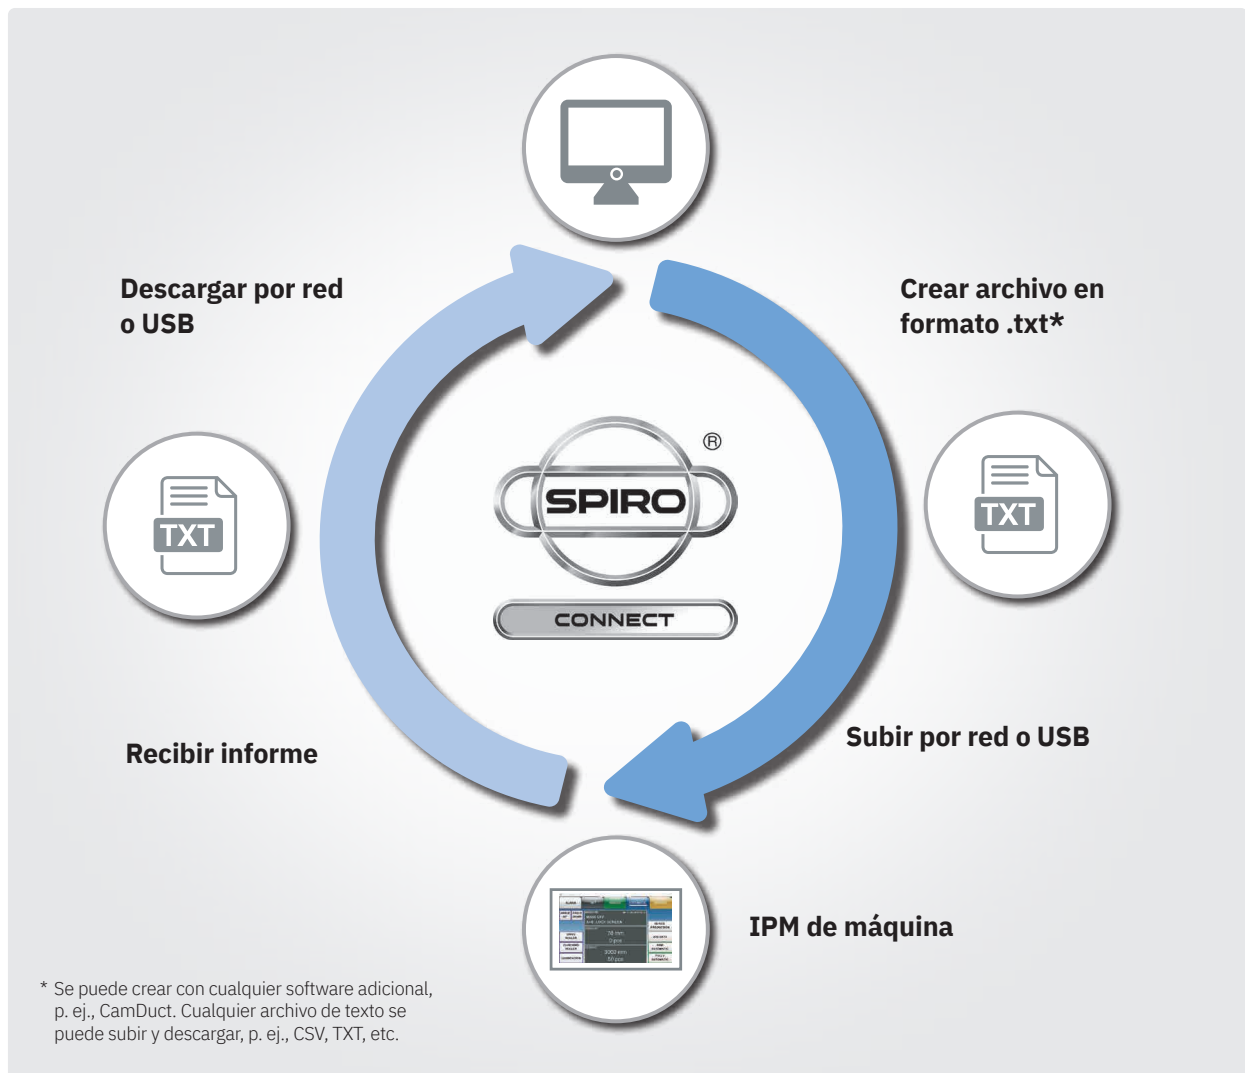 Descargar por red
o USB
Crear archivo en
formato .txt*
®
SPIRO
CONNECT
TXT
TXT
Recibir informe
Subir por red o USB
IPM de máquina
* Se puede crear con cualquier software adicional,
p. ej., CamDuct. Cualquier archivo de texto se
puede subir y descargar, p. ej., CSV, TXT, etc.